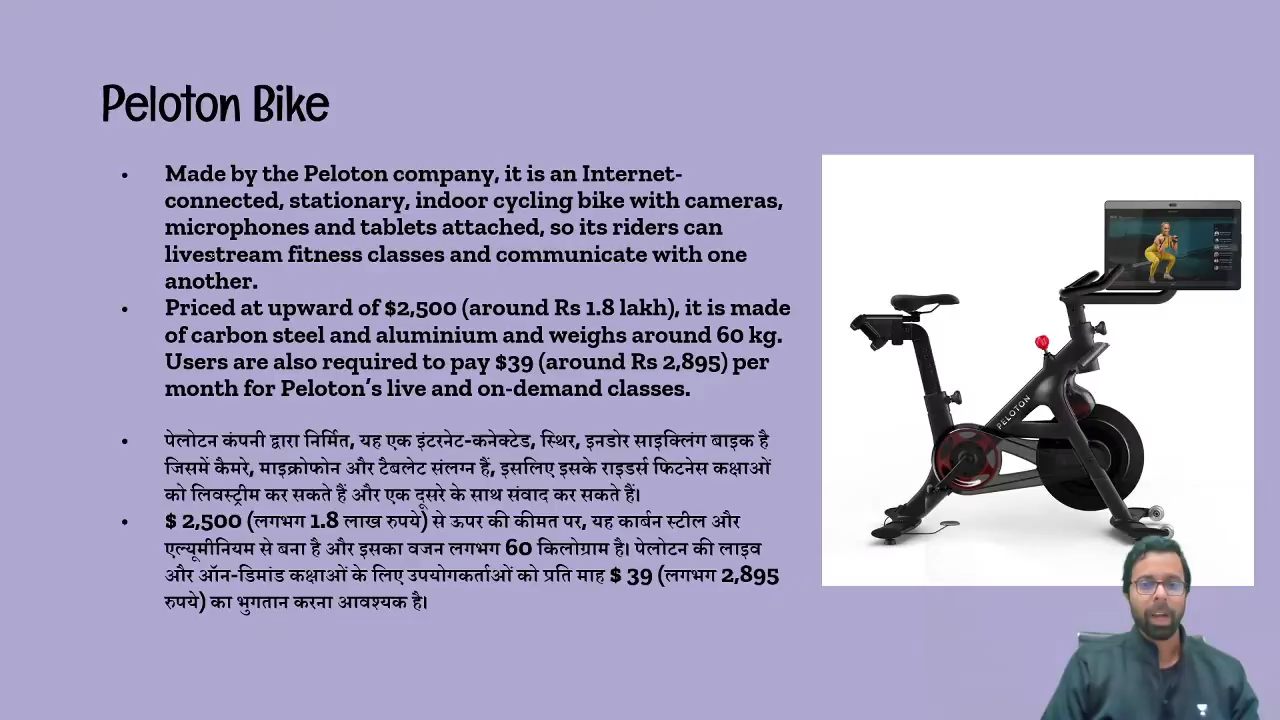 Peloton Bike
• Made by the Peloton company, it is an Internet-
connected, stationary, indoor cycling bike with cameras,
microphones and tablets attached, so its riders can
livestream fitness classes and communicate with one
another.
• Priced at upward of $2,500 (around Rs 1.8 lakh), it is made
of carbon steel and aluminium and weighs around 60 kg.
Users are also required to pay $39 (around Rs 2,895) per
month for Peloton’s live and on-demand classes.
• पेलोटन कंपनी द्वारा निर्मित, यह एक इंटरनेट-कनेक्टेड, स्थिर, इनडोर साइक्लिंग बाइक है
जिसमें कैमरे, माइक्रोफोन और टैबलेट संलग्न हैं, इसलिए इसके राइडर्स फिटनेस कक्षाओं
को लिवस्ट्रीम कर सकते हैं और एक दूसरे के साथ संवाद कर सकते हैं।
• $ 2,500 (लगभग 1.8 लाख रुपये) से ऊपर की कीमत पर, यह कार्बन स्टील और
एल्यूमीनियम से बना है और इसका वजन लगभग 60 किलोग्राम है। पेलोटन की लाइव
और ऑन-डिमांड कक्षाओं के लिए उपयोगकर्ताओं को प्रति माह $ 39 (लगभग 2,895
रुपये) का भुगतान करना आवश्यक है।
PELOTON